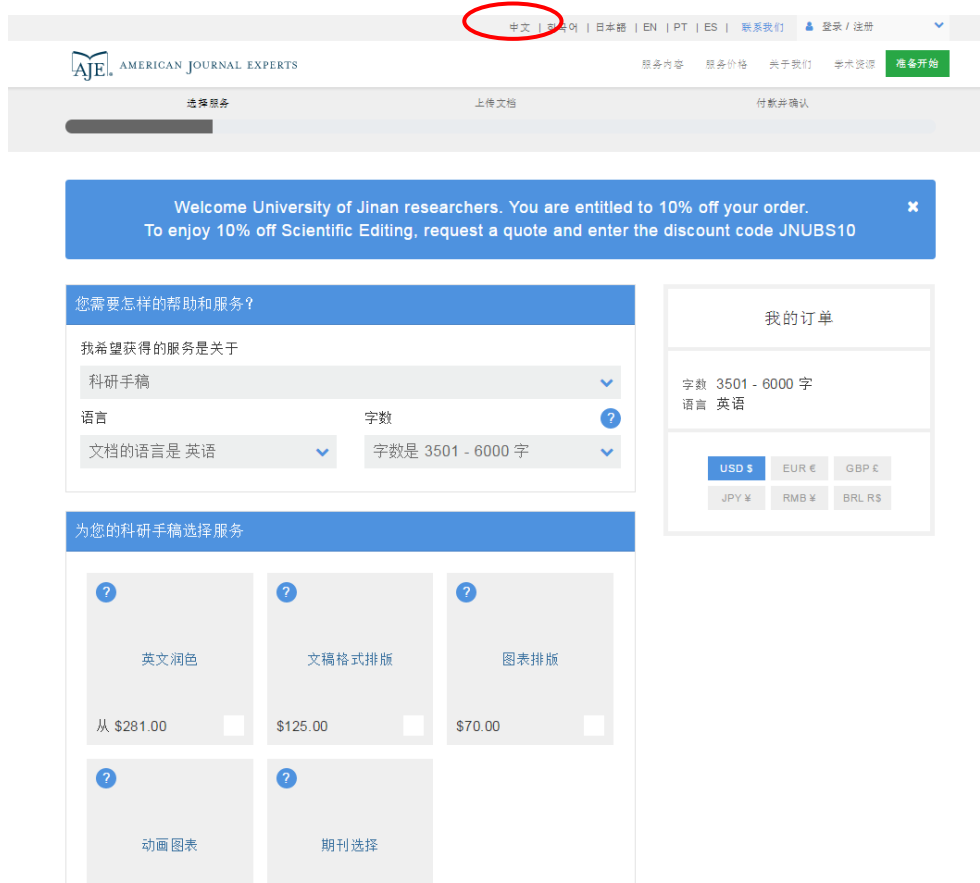 中文 | 한국어 | 日本語 | EN | PT | ES | 联系我们 登录 / 注册
AJE. AMERICAN JOURNAL EXPERTS 服务内容 服务价格 关于我们 学术资源 准备开始
选择服务 上传文档 付款并确认
Welcome University of Jinan researchers. You are entitled to 10% off your order. ×
To enjoy 10% off Scientific Editing, request a quote and enter the discount code JNUBS10
您需要怎样的帮助和服务?
我希望获得的服务是关于
科研手稿
语言 字数 ?
文档的语言是 英语 字数是 3501 - 6000 字
我的订单
字数 3501 - 6000 字
语言 英语
USD $ EUR € GBP £
JPY ¥ RMB ¥ BRL R$
为您的科研手稿选择服务
? ? ?
英文润色 文稿格式排版 图表排版
从 $281.00 $125.00 $70.00
? ?
动画图表 期刊选择